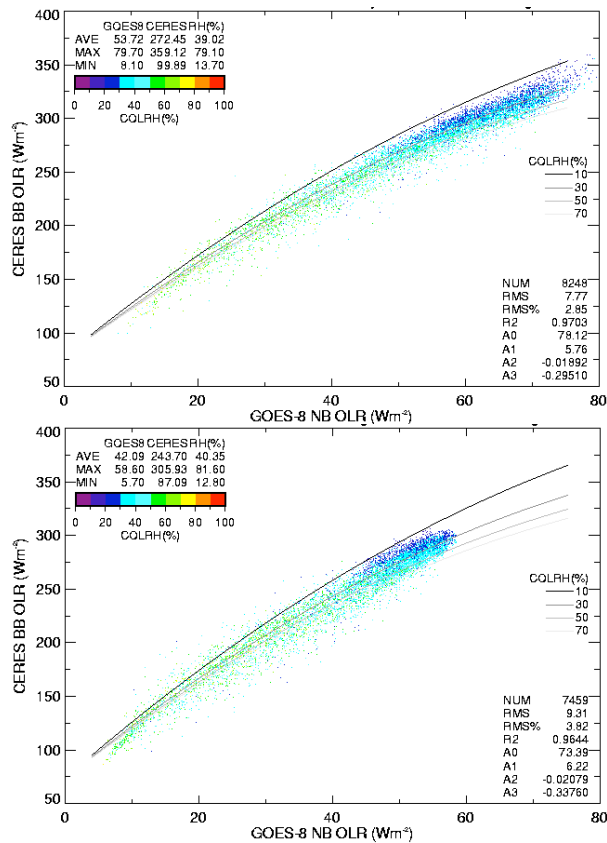 GOES8 CERES RH(%)
AVE 53.72 272.45 39.02
MAX 79.70 359.12 79.10
MIN 8.10 99.89 13.70
0 20 40 60 80 100
CQLRH(%)
400
350
300
250
200
150
100
50
CERES BB OLR (Wm-2)
CQLRH(%)
10
30
50
70
NUM 8248
RMS 7.77
RMS% 2.85
R2 0.9703
A0 78.12
A1 5.76
A2 -0.01892
A3 -0.29510
0 20 40 60 80
GOES-8 NB OLR (Wm-2)
GOES8 CERES RH(%)
AVE 42.09 243.70 40.35
MAX 58.60 305.93 81.60
MIN 5.70 87.09 12.80
0 20 40 60 80 100
CQLRH(%)
400
350
300
250
200
150
100
50
CERES BB OLR (Wm-2)
CQLRH(%)
10
30
50
70
NUM 7459
RMS 9.31
RMS% 3.82
R2 0.9644
A0 73.39
A1 6.22
A2 -0.02079
A3 -0.33760
0 20 40 60 80
GOES-8 NB OLR (Wm-2)